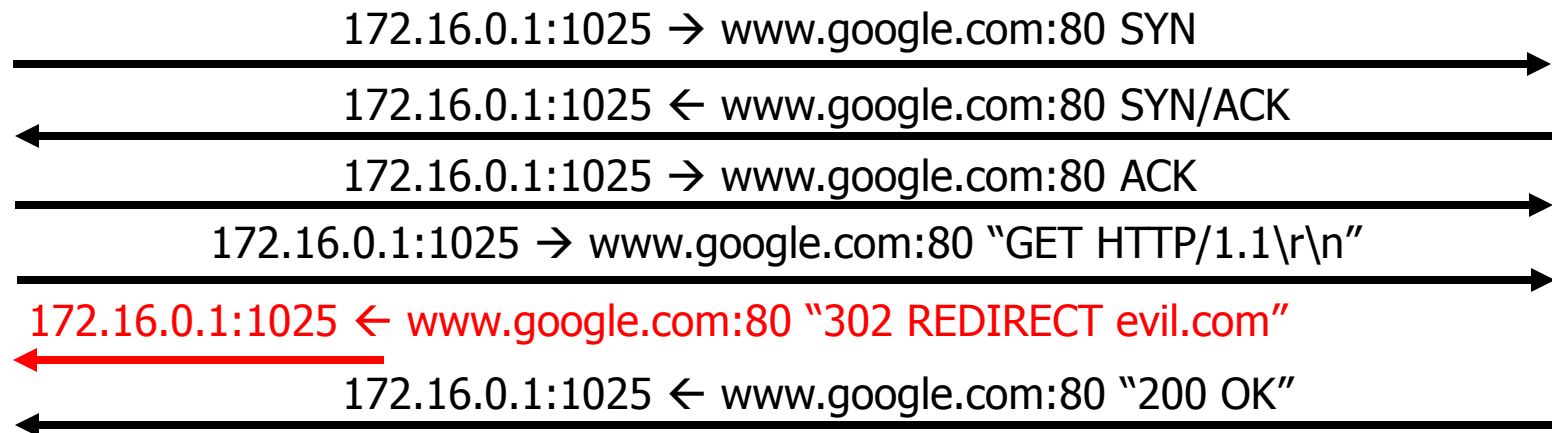 172.16.0.1:1025 → www.google.com:80 SYN
172.16.0.1:1025 ← www.google.com:80 SYN/ACK
172.16.0.1:1025 → www.google.com:80 ACK
172.16.0.1:1025 → www.google.com:80 “GET HTTP/1.1\r\n”
172.16.0.1:1025 ← www.google.com:80 “302 REDIRECT evil.com”
172.16.0.1:1025 ← www.google.com:80 “200 OK”